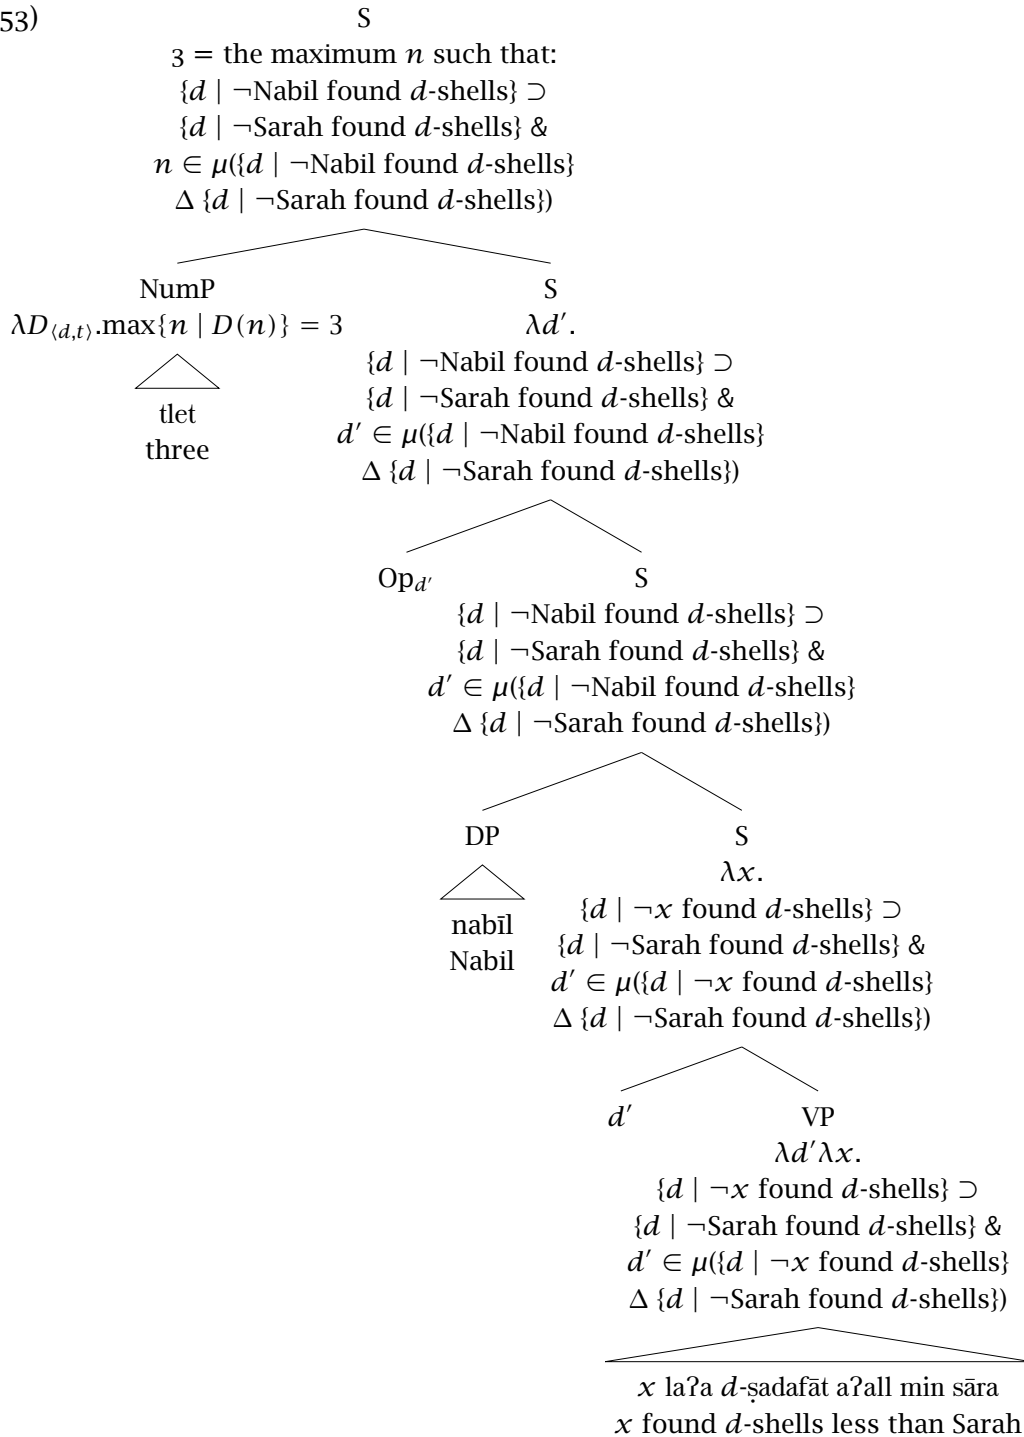 53) S
3 = the maximum n such that:
{d | ¬Nabil found d-shells} ⊃
{d | ¬Sarah found d-shells} &
n ∈ μ({d | ¬Nabil found d-shells}
Δ {d | ¬Sarah found d-shells})
NumP S
λD⟨d,t⟩.max{n | D(n)} = 3 λd′.
{d | ¬Nabil found d-shells} ⊃
{d | ¬Sarah found d-shells} &
d′ ∈ μ({d | ¬Nabil found d-shells}
Δ {d | ¬Sarah found d-shells})
tlet
three
Op_d′ S
{d | ¬Nabil found d-shells} ⊃
{d | ¬Sarah found d-shells} &
d′ ∈ μ({d | ¬Nabil found d-shells}
Δ {d | ¬Sarah found d-shells})
DP S
λx.
{d | ¬x found d-shells} ⊃
{d | ¬Sarah found d-shells} &
d′ ∈ μ({d | ¬x found d-shells}
Δ {d | ¬Sarah found d-shells})
nabīl
Nabil
d′ VP
λd′λx.
{d | ¬x found d-shells} ⊃
{d | ¬Sarah found d-shells} &
d′ ∈ μ({d | ¬x found d-shells}
Δ {d | ¬Sarah found d-shells})
x laʔa d-ṣadafāt aʔall min sāra
x found d-shells less than Sarah